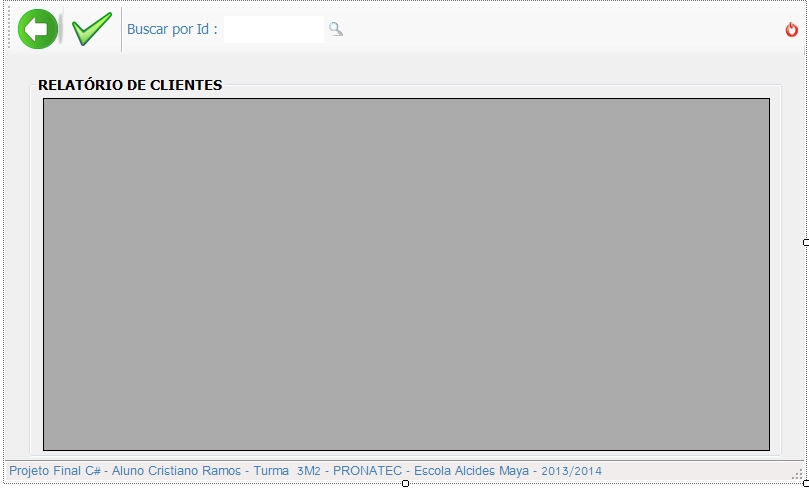 Buscar por Id :
RELATÓRIO DE CLIENTES
Projeto Final C# - Aluno Cristiano Ramos - Turma 3M2 - PRONATEC - Escola Alcides Maya - 2013/2014